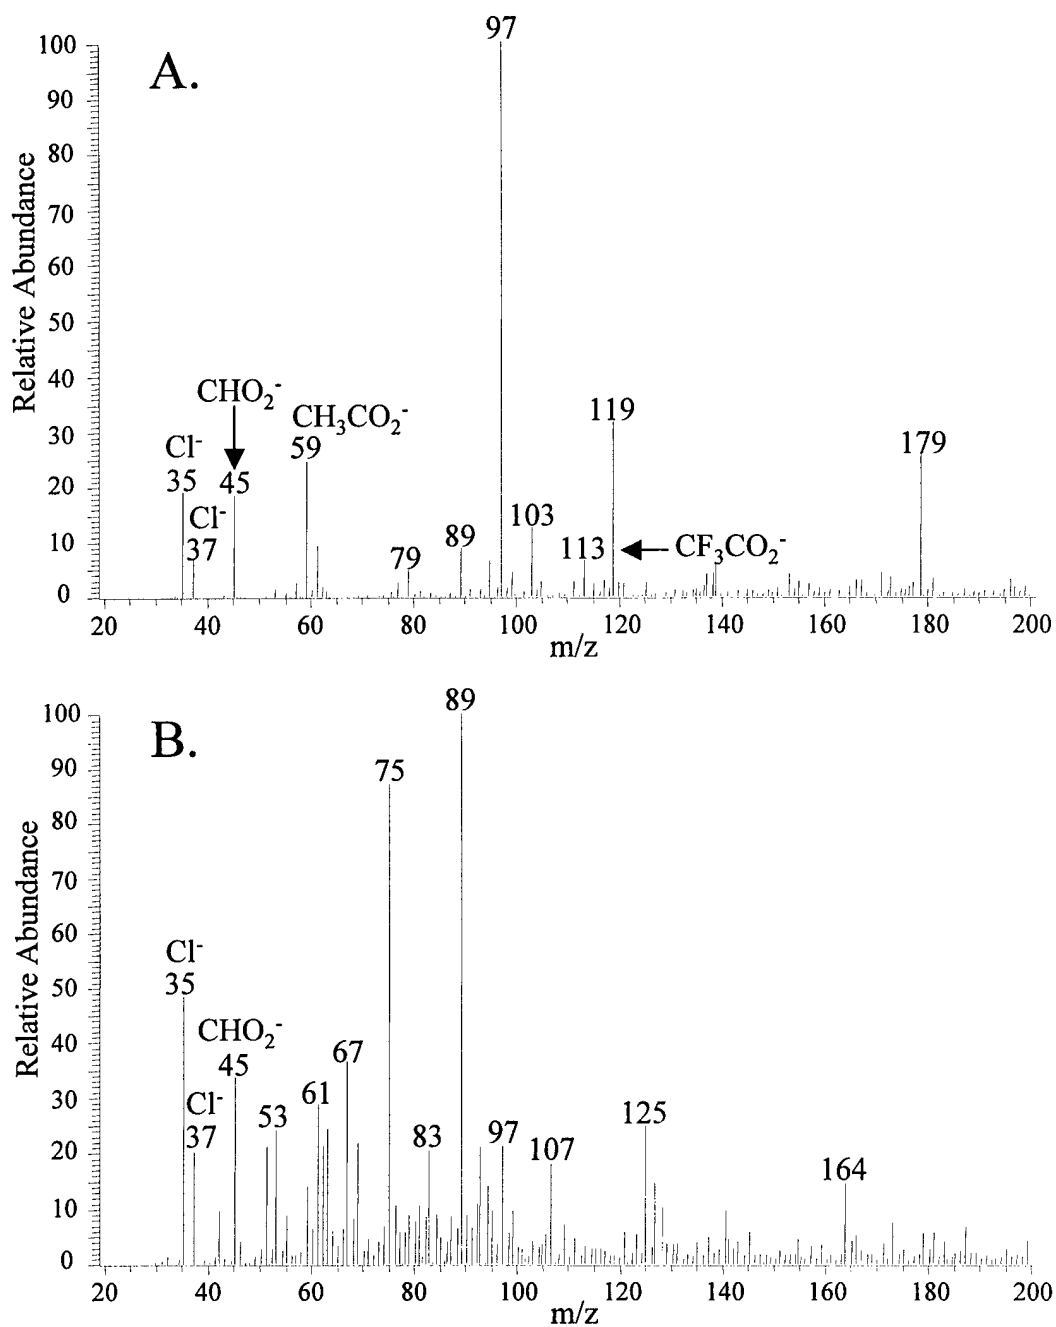 97
100
A.
90
80
70
60
50
40
30
20
10
0
Relative Abundance
CHO₂⁻
CH₃CO₂⁻
119
Cl⁻
59
179
35
45
Cl⁻
37
103
89
113
CF₃CO₂⁻
79
20 40 60 80 100 120 140 160 180 200
m/z
89
100
B.
90
80
70
60
50
40
30
20
10
0
Relative Abundance
75
Cl⁻
35
CHO₂⁻
45
67
Cl⁻
37
61
53
125
83
97
107
164
20 40 60 80 100 120 140 160 180 200
m/z